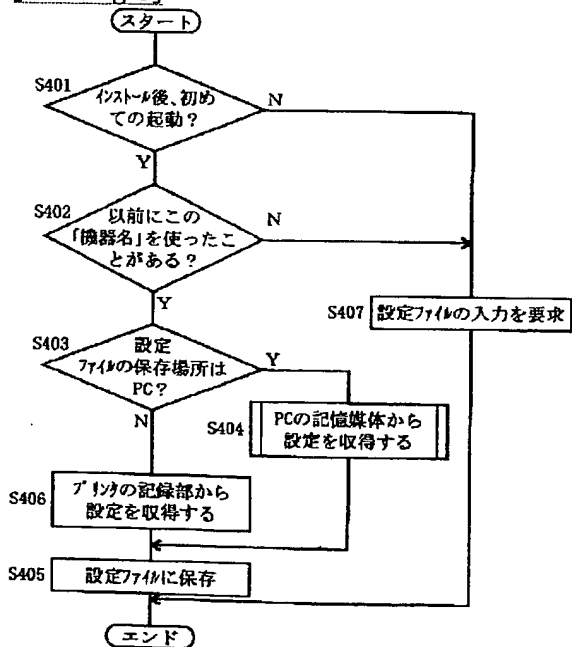 スタート
S401
インストール後、初め
ての起動?
N
Y
S402
以前にこの
「機器名」を使ったこ
とがある?
N
Y
S407
設定ファイルの入力を要求
S403
設定
ファイルの保存場所は
PC?
Y
N
S404
PCの記憶媒体から
設定を取得する
S406
プリンタの記録部から
設定を取得する
S405
設定ファイルに保存
エンド